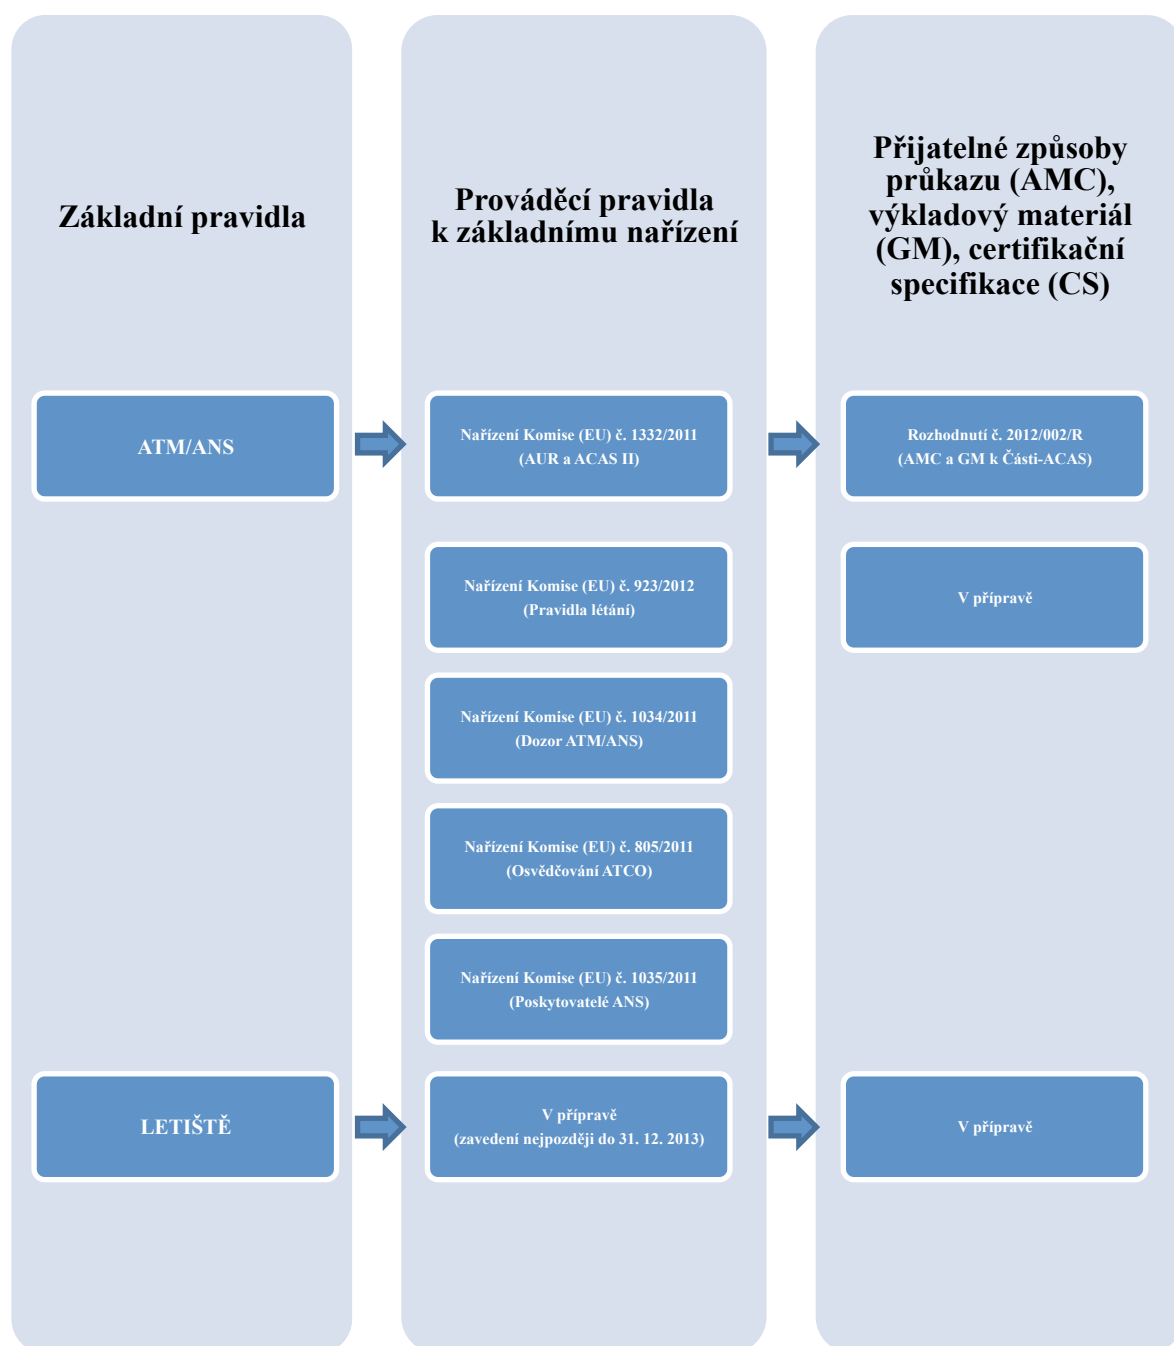 Základní pravidla
Prováděcí pravidla
k základnímu nařízení
Přijatelné způsoby
průkazu (AMC),
výkladový materiál
(GM), certifikační
specifikace (CS)
ATM/ANS
Nařízení Komise (EU) č. 1332/2011
(AUR a ACAS II)
Rozhodnutí č. 2012/002/R
(AMC a GM k Části-ACAS)
Nařízení Komise (EU) č. 923/2012
(Pravidla létání)
V přípravě
Nařízení Komise (EU) č. 1034/2011
(Dozor ATM/ANS)
Nařízení Komise (EU) č. 805/2011
(Osvědčování ATCO)
Nařízení Komise (EU) č. 1035/2011
(Poskytovatelé ANS)
LETIŠTĚ
V přípravě
(zavedení nejpozději do 31. 12. 2013)
V přípravě